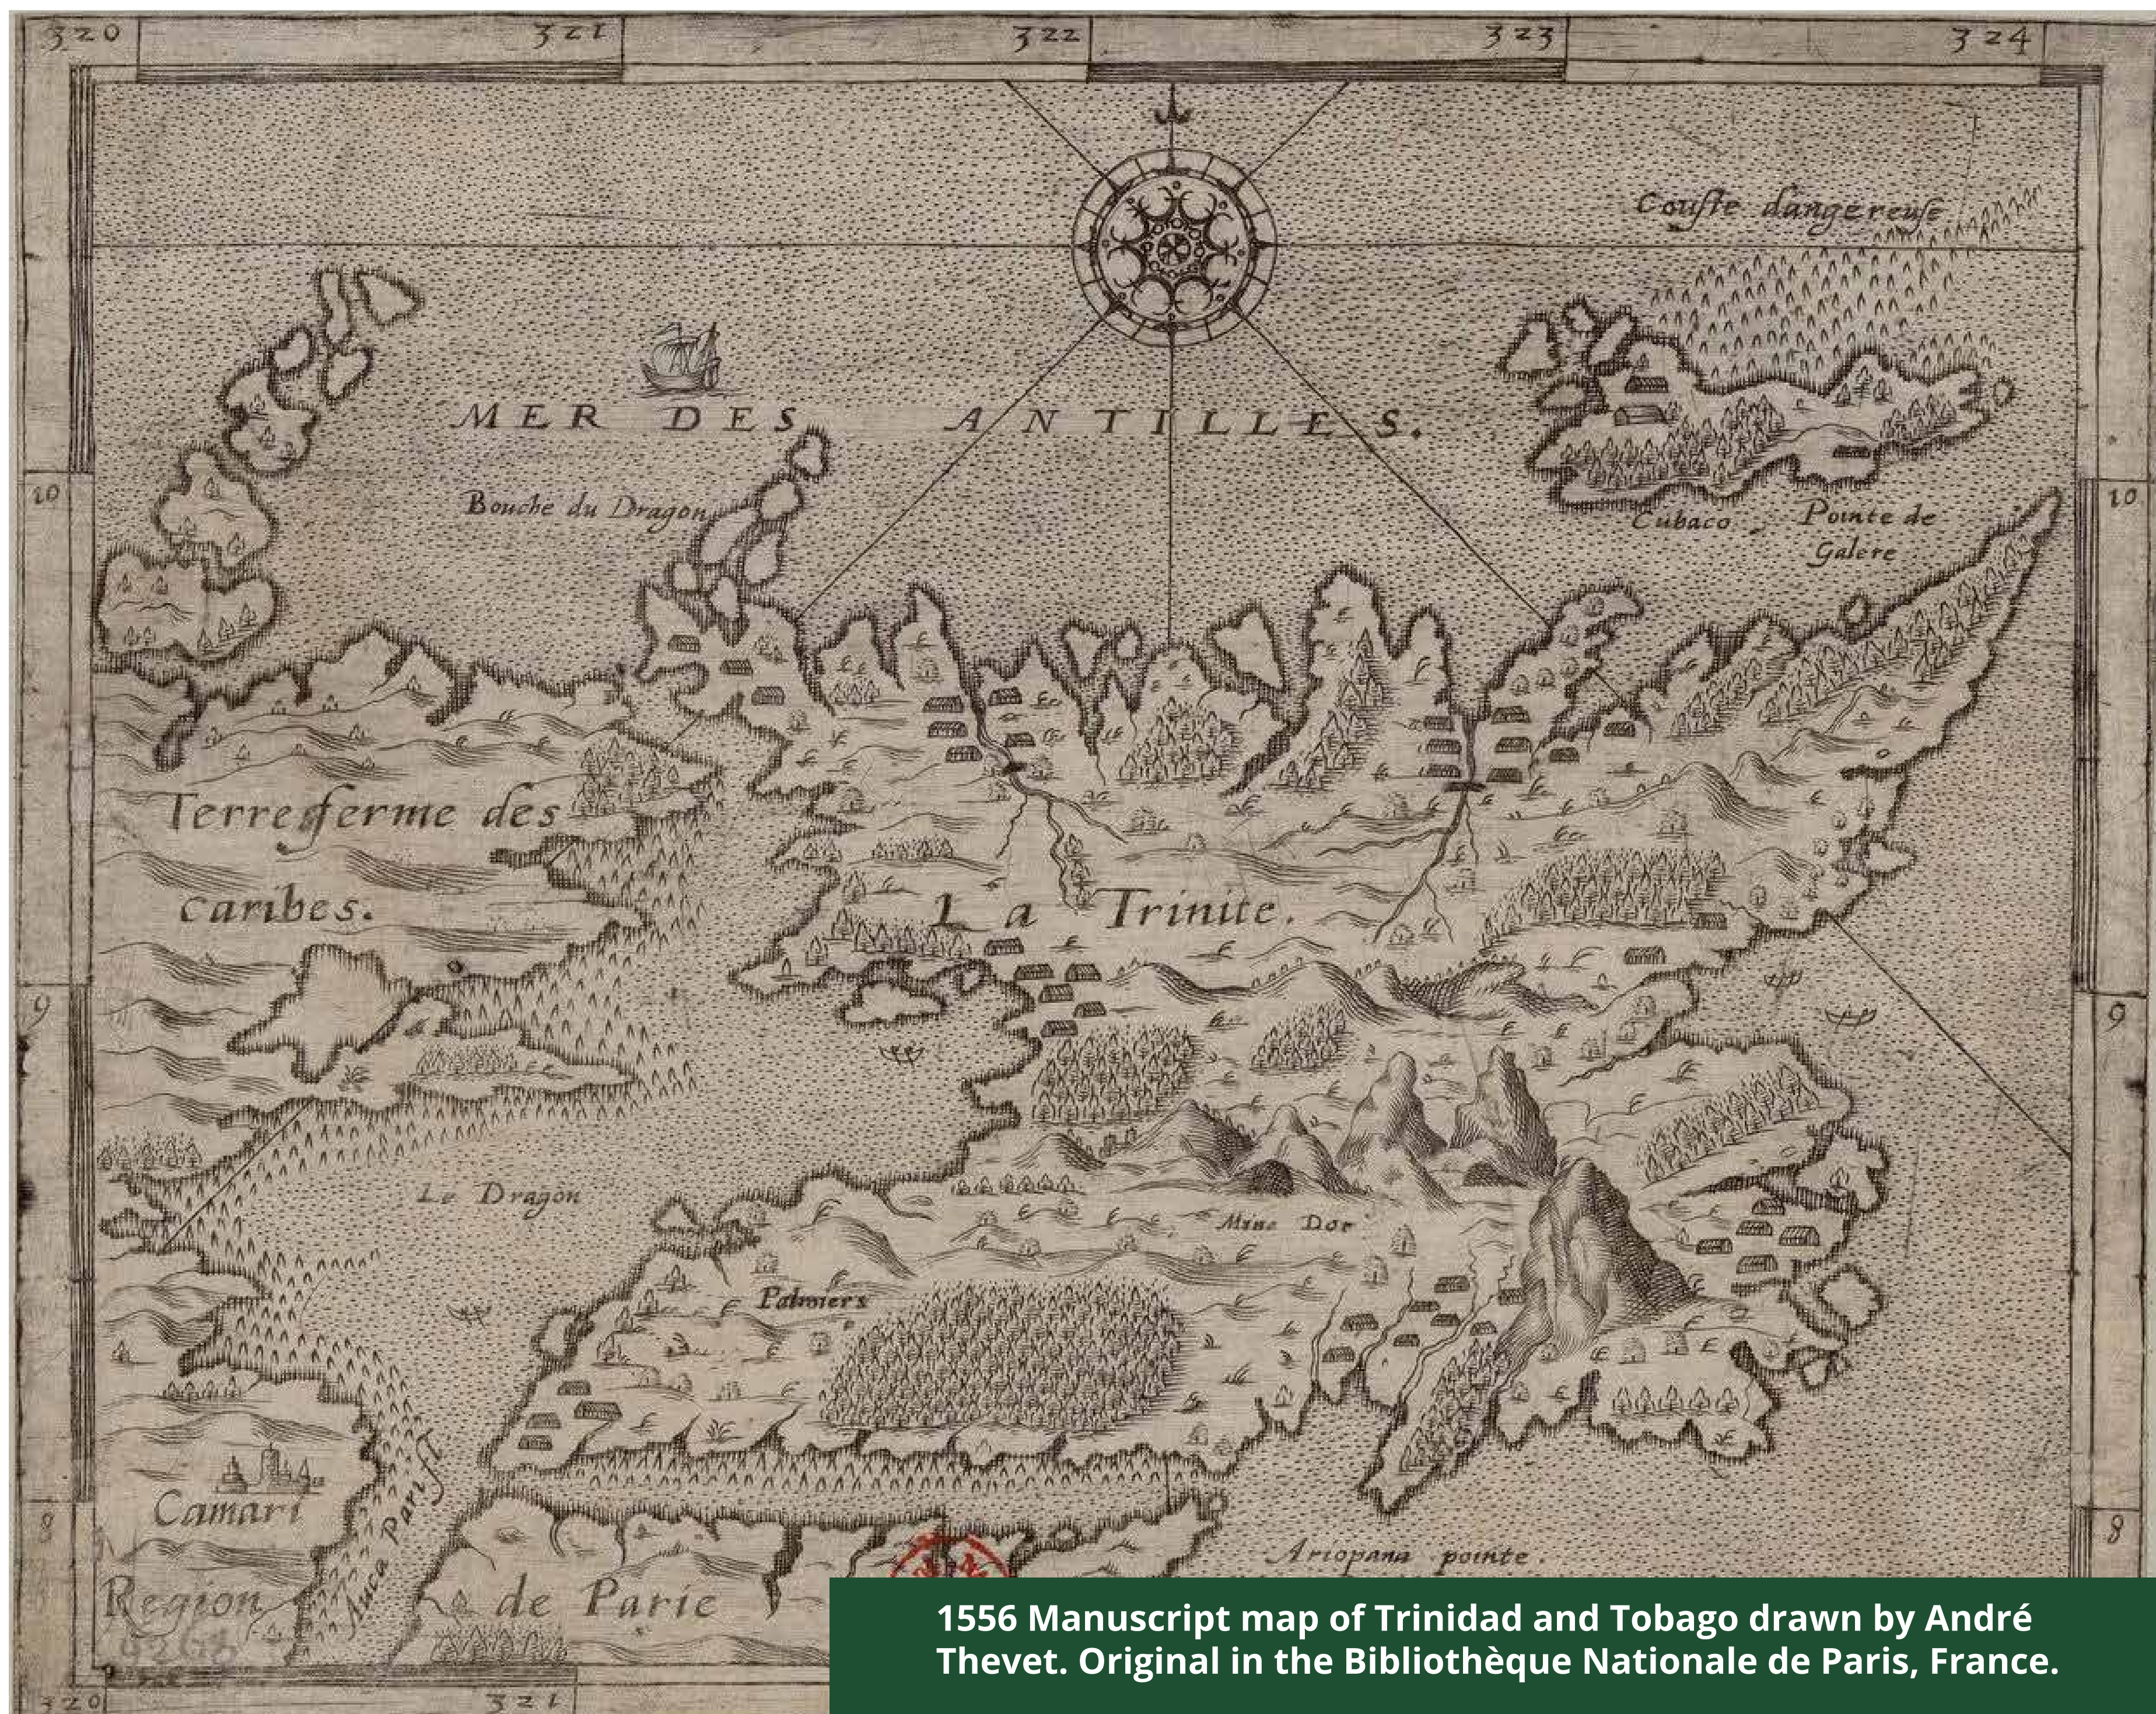 320 321 322 323 324
Couſte dangereuſe
MER DES ANTILLES.
10 10
Bouche du Dragon
Cubaco Pointe de
Galere
Terre ferme des
caribes.
La Trinite.
9 9
Le Dragon
Mine Dor
Palmiers
Camari
8 8
Ariopana pointe.
Region de Parie
320 321
1556 Manuscript map of Trinidad and Tobago drawn by André
Thevet. Original in the Bibliothèque Nationale de Paris, France.